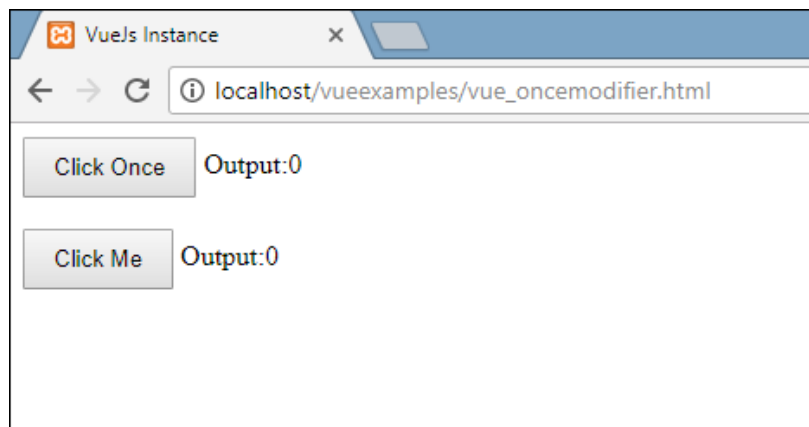 VueJs Instance
localhost/vueexamples/vue_oncemodifier.html
Click Once Output:0
Click Me Output:0